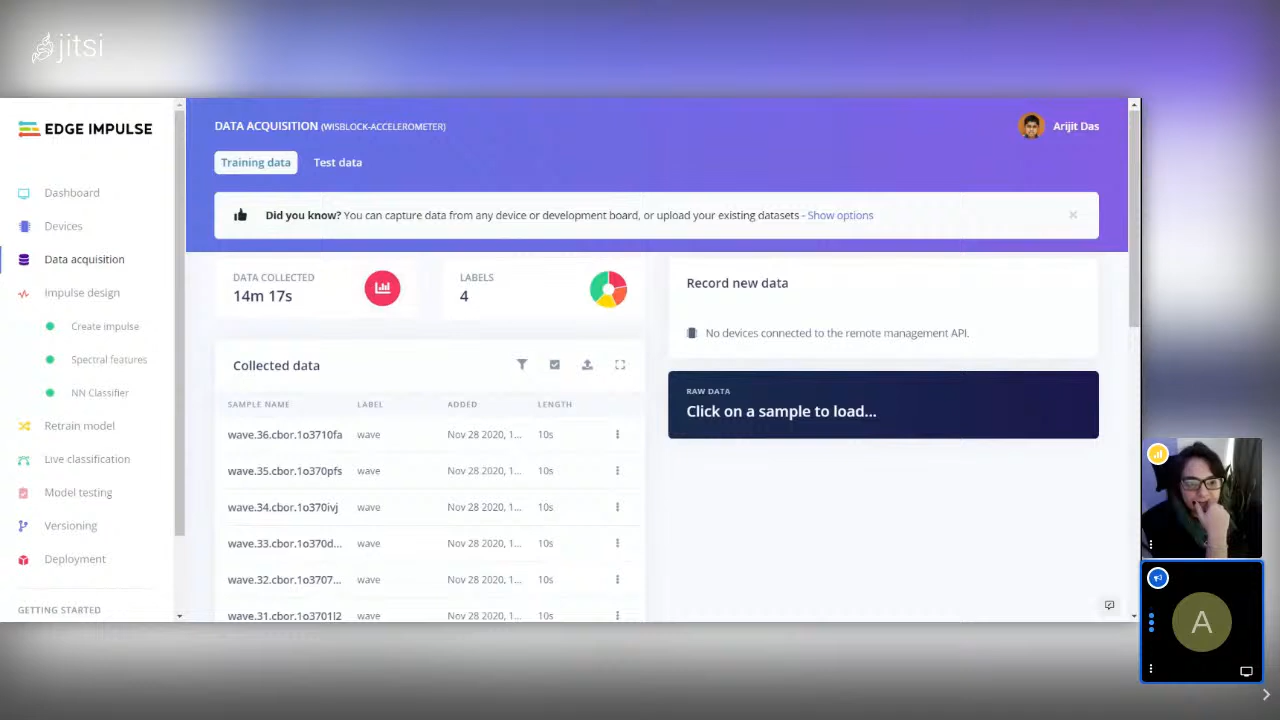 jitsi
EDGE IMPULSE
Dashboard
Devices
Data acquisition
Impulse design
Create impulse
Spectral features
NN Classifier
Retrain model
Live classification
Model testing
Versioning
Deployment
GETTING STARTED
DATA ACQUISITION (WISBLOCK-ACCELEROMETER)
Arijit Das
Training data Test data
Did you know? You can capture data from any device or development board, or upload your existing datasets - Show options
DATA COLLECTED
14m 17s
LABELS
4
Collected data
SAMPLE NAME LABEL ADDED LENGTH
wave.36.cbor.1o3710fa wave Nov 28 2020, 1... 10s
wave.35.cbor.1o370pfs wave Nov 28 2020, 1... 10s
wave.34.cbor.1o370ivj wave Nov 28 2020, 1... 10s
wave.33.cbor.1o370d... wave Nov 28 2020, 1... 10s
wave.32.cbor.1o3707... wave Nov 28 2020, 1... 10s
wave.31.cbor.1o3701l2 wave Nov 28 2020, 1... 10s
Record new data
No devices connected to the remote management API.
RAW DATA
Click on a sample to load...
A